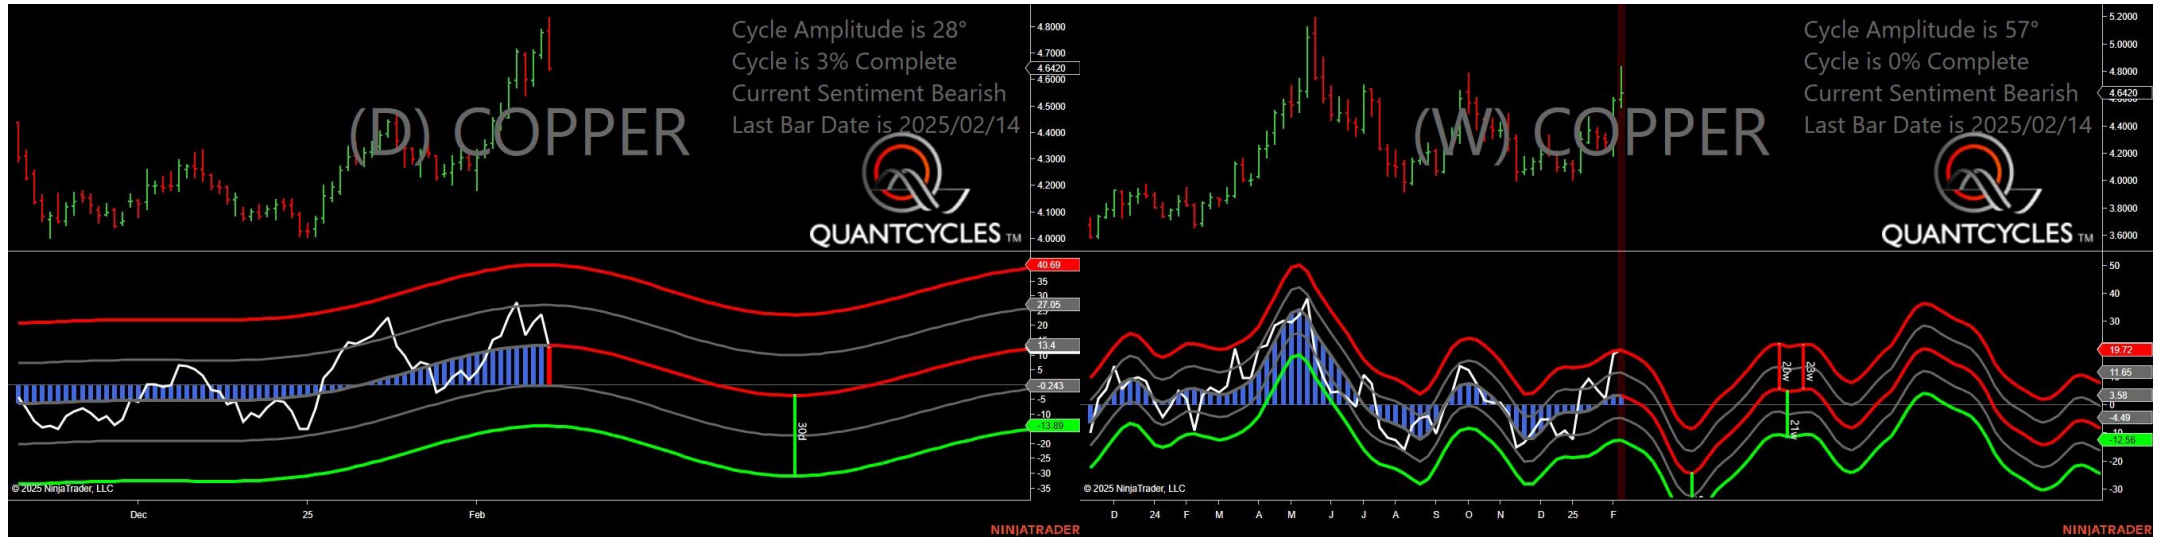 Cycle Amplitude is 28°
Cycle is 3% Complete
Current Sentiment Bearish
Last Bar Date is 2025/02/14
(D) COPPER
QUANTCYCLES TM
4.8000
4.7000
4.6420
4.6000
4.5000
4.4000
4.3000
4.2000
4.1000
4.0000
40.69
35
30
27.05
25
20
13.4
10
5
-0.243
-5
-10
-13.89
-20
-25
-30
-35
30d
© 2025 NinjaTrader, LLC
Dec
25
Feb
NINJATRADER
Cycle Amplitude is 57°
Cycle is 0% Complete
Current Sentiment Bearish
Last Bar Date is 2025/02/14
(W) COPPER
QUANTCYCLES TM
5.2000
5.0000
4.8000
4.6420
4.4000
4.2000
4.0000
3.8000
3.6000
50
40
30
19.72
11.65
3.58
0
-4.49
-10
-12.56
-20
-30
20w
23w
21w
© 2025 NinjaTrader, LLC
D
24
F
M
A
M
J
J
A
S
O
N
D
25
F
NINJATRADER